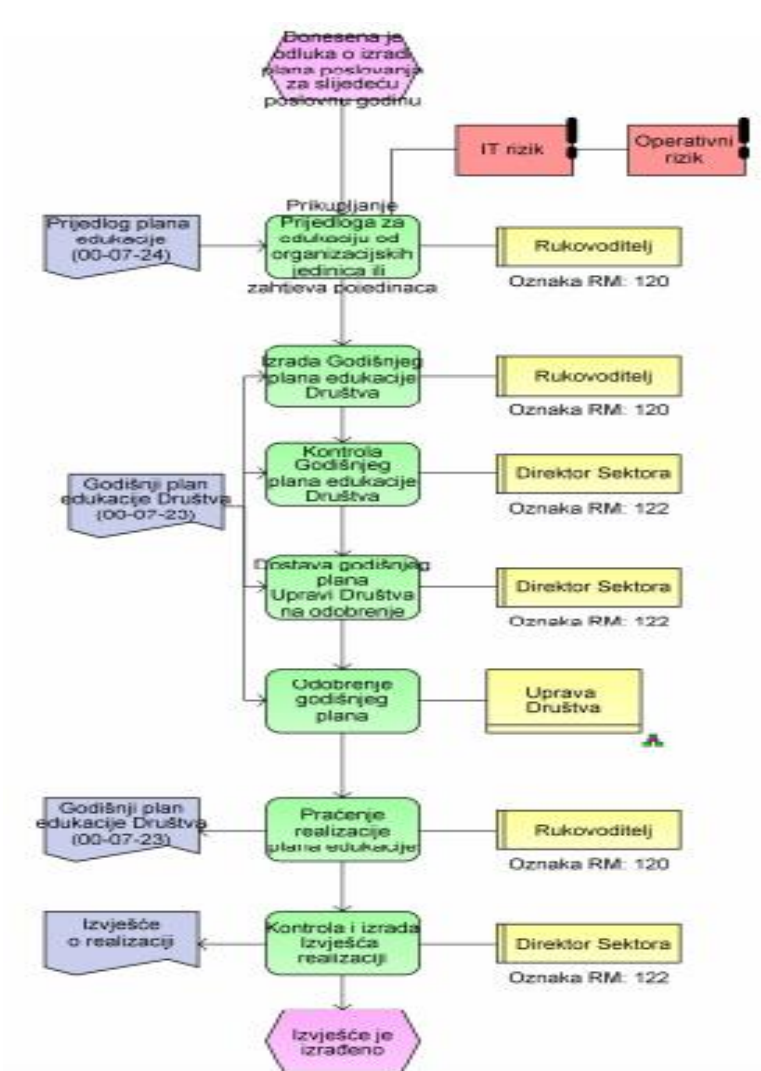 Donesena je
odluka o izradi
plana poslovanja
za slijedeću
poslovnu godinu
IT rizik
Operativni
rizik
Prikupljanje
Prijedloga za
edukaciju od
organizacijskih
jedinica ili
zahtjeva pojedinaca
Prijedlog plana
edukacije
(00-07-24)
Rukovoditelj
Oznaka RM: 120
Izrada Godišnjeg
plana edukacije
Društva
Rukovoditelj
Oznaka RM: 120
Kontrola
Godišnjeg
plana edukacije
Društva
Direktor Sektora
Oznaka RM: 122
Godišnji plan
edukacije Društva
(00-07-23)
Dostava godišnjeg
plana
Upravi Društva
na odobrenje
Direktor Sektora
Oznaka RM: 122
Odobrenje
godišnjeg
plana
Uprava
Društva
Godišnji plan
edukacije Društva
(00-07-23)
Praćenje
realizacije
plana edukacije
Rukovoditelj
Oznaka RM: 120
Izvješće
o realizaciji
Kontrola i izrada
Izvješća
realizaciji
Direktor Sektora
Oznaka RM: 122
Izvješće je
izrađeno